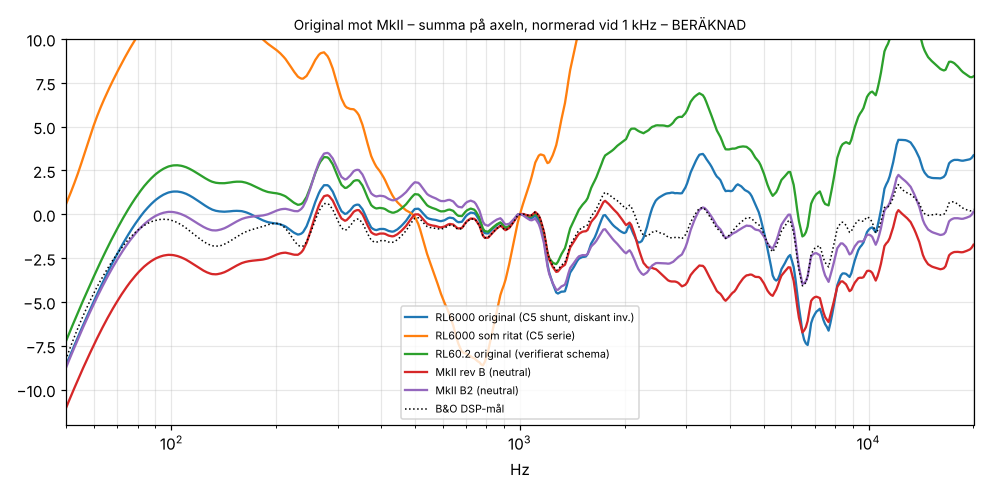 Original mot MkII – summa på axeln, normerad vid 1 kHz – BERÄKNAD
10.0
7.5
5.0
2.5
0.0
−2.5
−5.0
−7.5
−10.0
RL6000 original (C5 shunt, diskant inv.)
RL6000 som ritat (C5 serie)
RL60.2 original (verifierat schema)
MkII rev B (neutral)
MkII B2 (neutral)
B&O DSP-mål
10² 10³ 10⁴
Hz